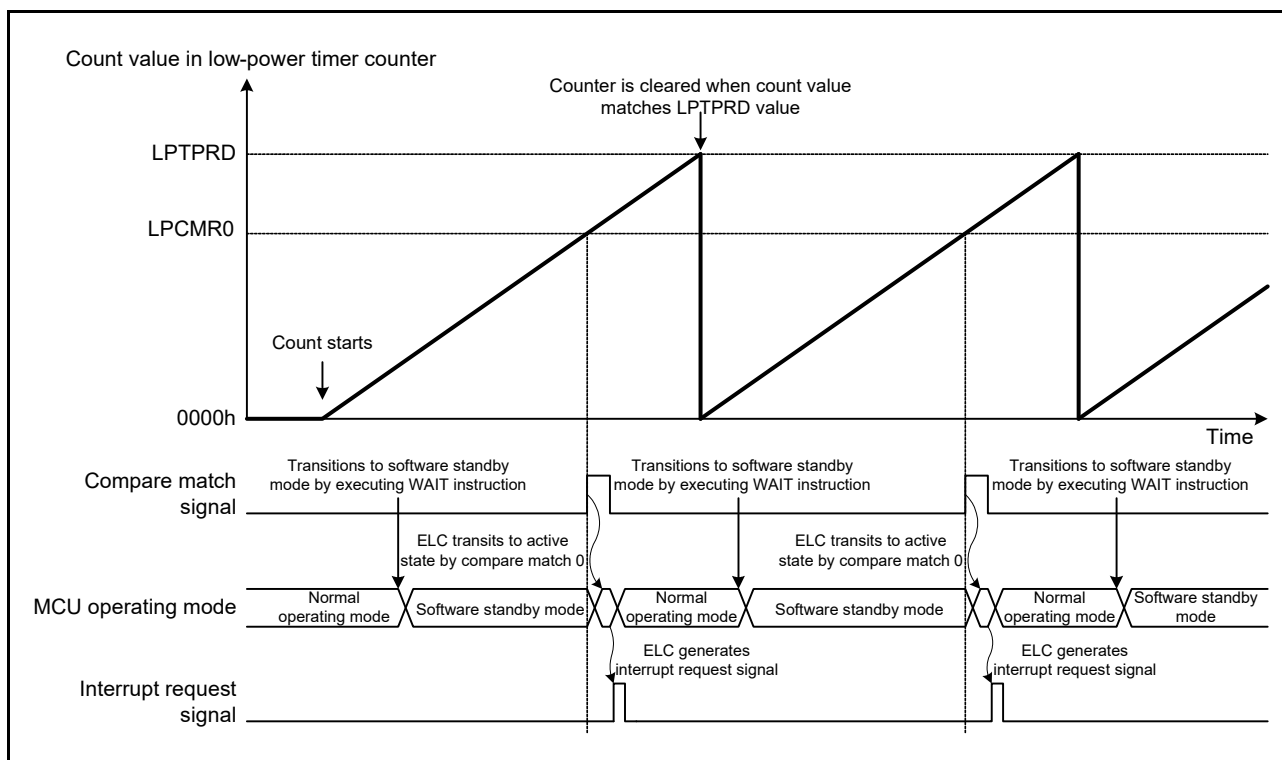 Count value in low-power timer counter
Counter is cleared when count value
matches LPTPRD value
LPTPRD
LPCMR0
Count starts
0000h
Time
Compare match
signal
Transitions to software standby
mode by executing WAIT instruction
Transitions to software standby
mode by executing WAIT instruction
Transitions to software standby
mode by executing WAIT instruction
ELC transits to active
state by compare match 0
ELC transits to active
state by compare match 0
MCU operating mode
Normal
operating mode
Software standby mode
Normal
operating mode
Software standby mode
Normal
operating mode
Software standby
mode
ELC generates
interrupt request signal
ELC generates
interrupt request signal
Interrupt request
signal